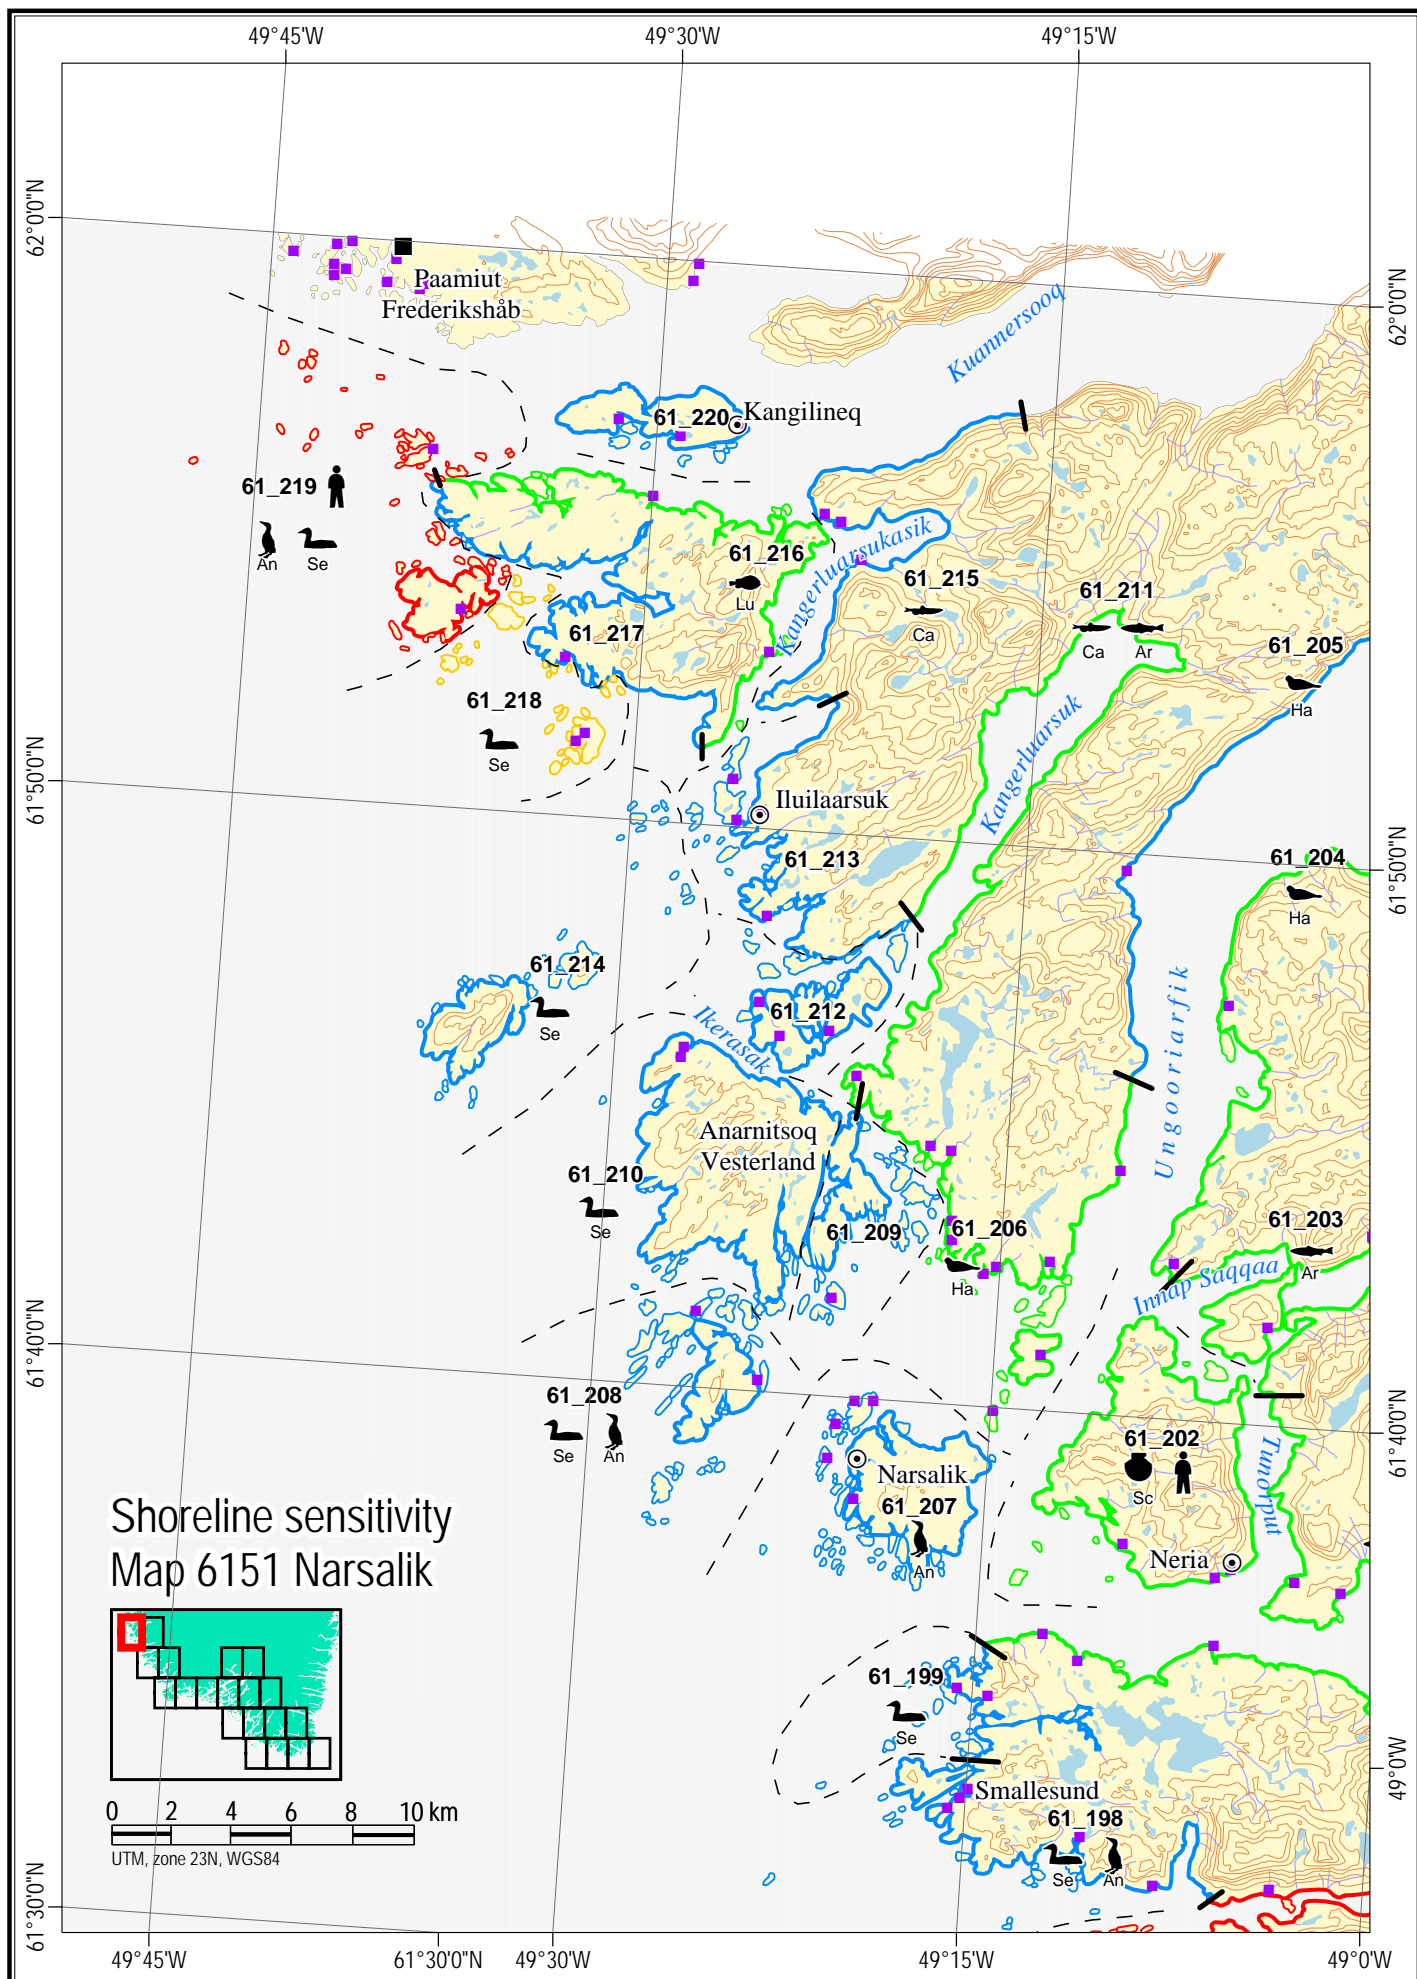 49°45'W
49°30'W
49°15'W
62°0'0"N
62°0'0"N
Paamiut
Frederikshåb
Kuannersooq
61_220
Kangilineq
61_219
An
Se
61_216
Lu
Kangerluarsukasik
61_215
Ca
61_211
Ca
Ar
61_205
Ha
61_217
61_218
Se
Kangerluarsuk
61°50'0"N
61°50'0"N
Iluilaarsuk
61_213
61_204
Ha
61_214
Se
61_212
Ikerasak
Ungooriarfik
Anarnitsoq
Vesterland
61_210
Se
61_209
61_206
Ha
61_203
Ar
Innap Saqqaa
61°40'0"N
61°40'0"N
61_208
Se
An
61_202
Sc
Tunorput
Narsalik
61_207
An
Neria
Shoreline sensitivity
Map 6151 Narsalik
61_199
Se
Smallesund
61_198
Se
An
0 2 4 6 8 10 km
UTM, zone 23N, WGS84
49°0'W
61°30'0"N
49°45'W
61°30'0"N
49°30'W
49°15'W
49°0'W